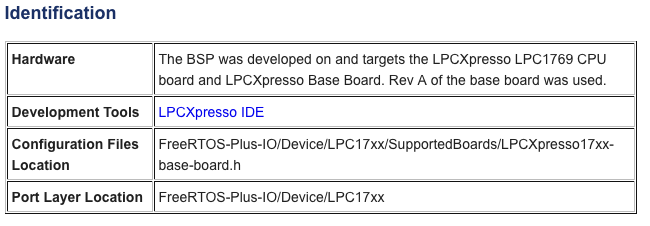 Identification
Hardware
The BSP was developed on and targets the LPCXpresso LPC1769 CPU
board and LPCXpresso Base Board. Rev A of the base board was used.
Development Tools
LPCXpresso IDE
Configuration Files
Location
FreeRTOS-Plus-IO/Device/LPC17xx/SupportedBoards/LPCXpresso17xx-
base-board.h
Port Layer Location
FreeRTOS-Plus-IO/Device/LPC17xx